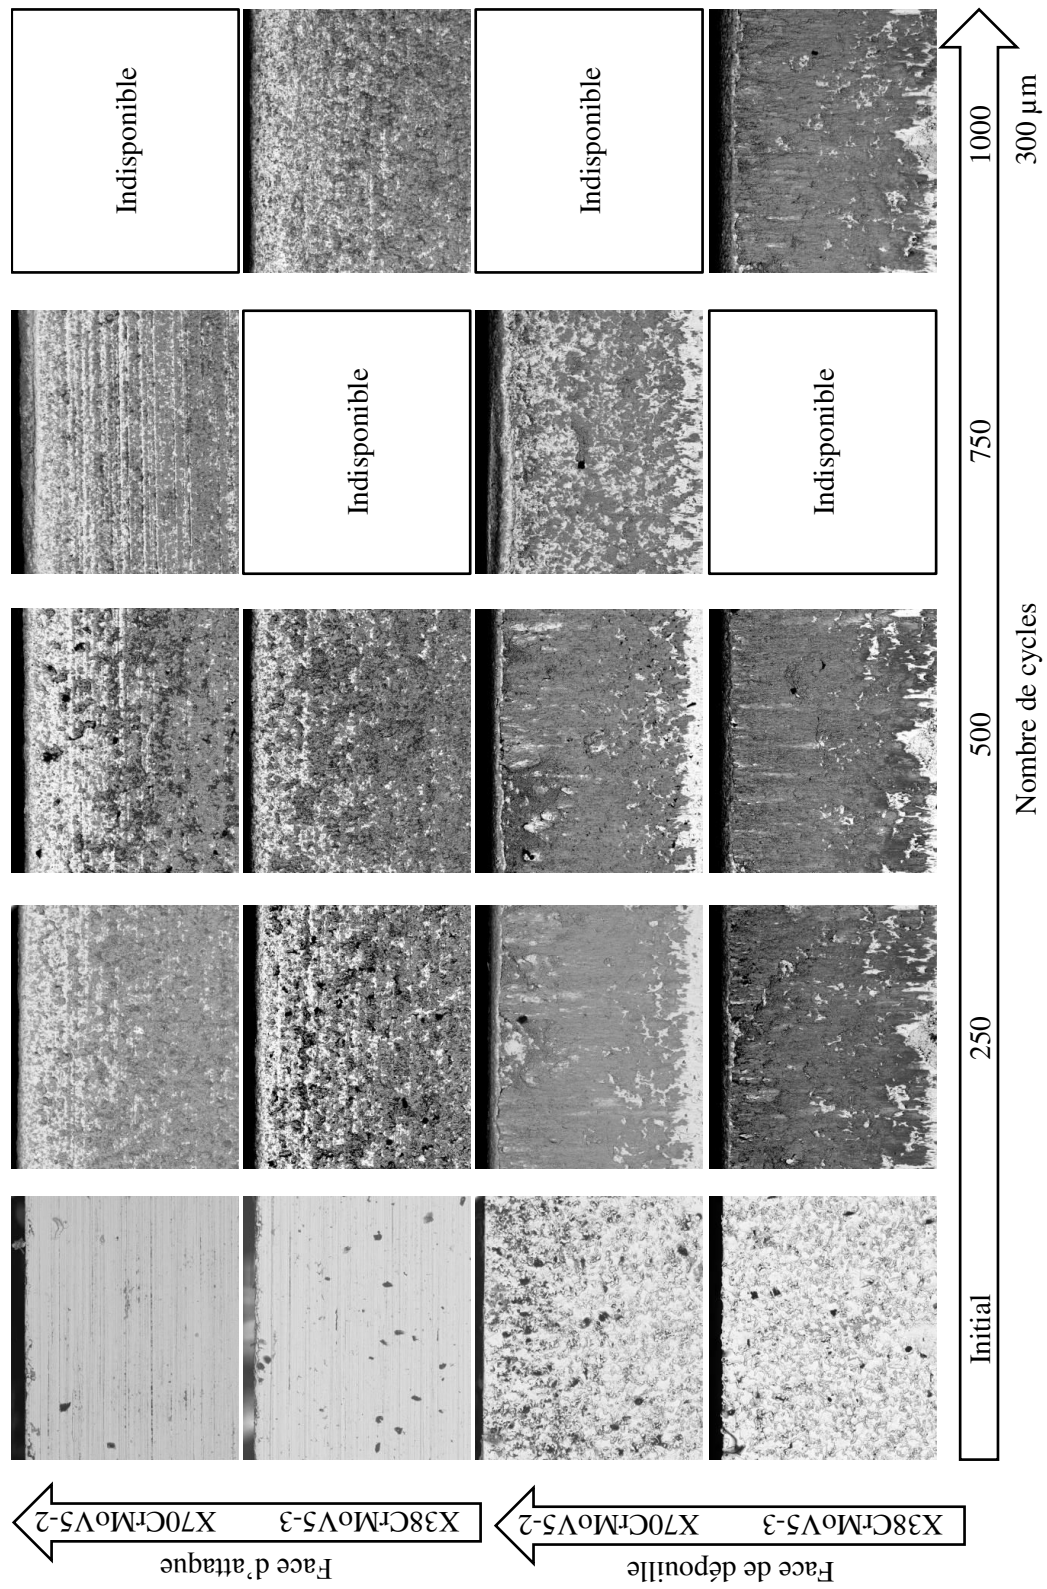 Face d'attaque
X70CrMoV5-2
X38CrMoV5-3
Face de dépouille
X70CrMoV5-2
X38CrMoV5-3
Indisponible
Indisponible
Indisponible
Indisponible
Initial
250
500
750
1000
Nombre de cycles
300 µm